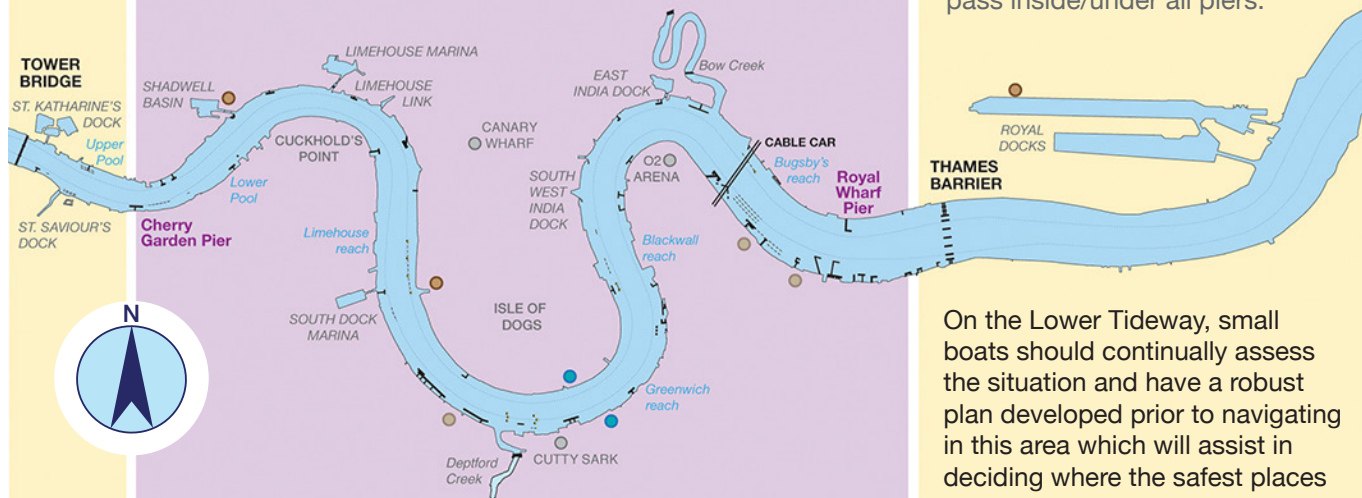 pass inside/under all piers.
TOWER
BRIDGE
ST. KATHARINE'S
DOCK
Upper
Pool
ST. SAVIOUR'S
DOCK
SHADWELL
BASIN
LIMEHOUSE MARINA
LIMEHOUSE
LINK
CUCKHOLD'S
POINT
Lower
Pool
Cherry
Garden Pier
Limehouse
reach
SOUTH DOCK
MARINA
CANARY
WHARF
ISLE OF
DOGS
Deptford
Creek
CUTTY SARK
Greenwich
reach
Blackwall
reach
SOUTH
WEST
INDIA
DOCK
EAST
INDIA DOCK
Bow Creek
O2
ARENA
CABLE CAR
Bugsby's
reach
Royal
Wharf
Pier
THAMES
BARRIER
ROYAL
DOCKS
N
On the Lower Tideway, small
boats should continually assess
the situation and have a robust
plan developed prior to navigating
in this area which will assist in
deciding where the safest places